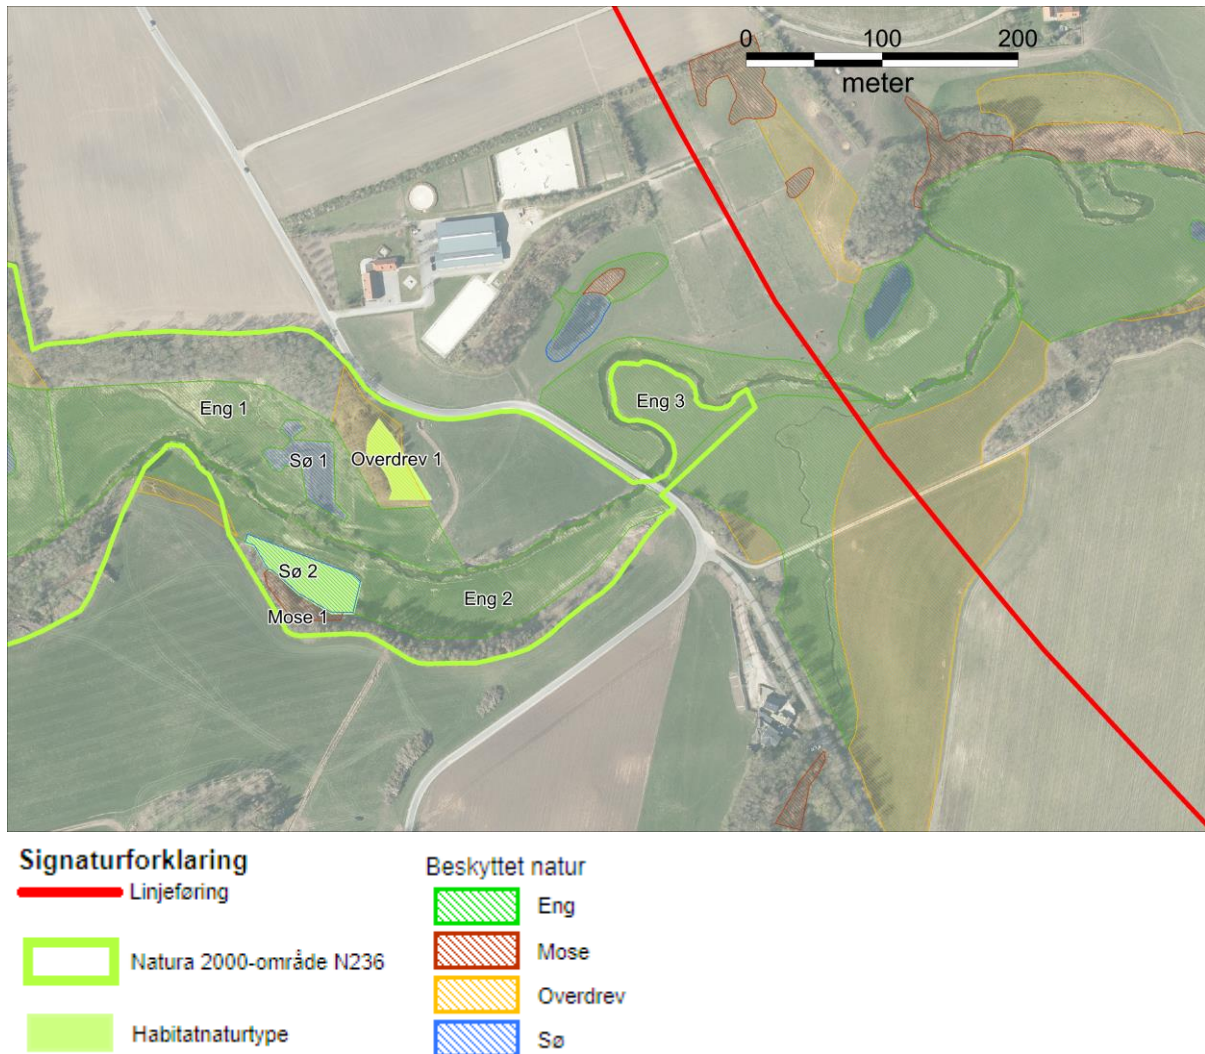 0 100 200
meter
Eng 1
Eng 3
Sø 1
Overdrev 1
Sø 2
Eng 2
Mose 1
Signaturforklaring
Linjeføring
Natura 2000-område N236
Habitatnaturtype
Beskyttet natur
Eng
Mose
Overdrev
Sø